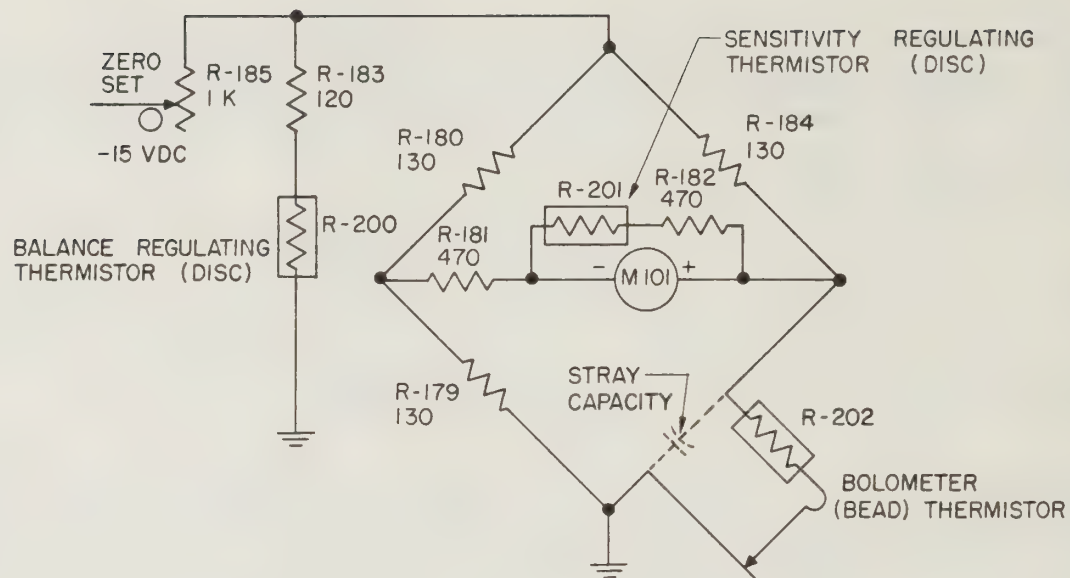 ZERO
SET
R-185
1 K
-15 VDC
R-183
120
R-200
BALANCE REGULATING
THERMISTOR (DISC)
SENSITIVITY REGULATING
THERMISTOR (DISC)
R-180
130
R-184
130
R-201
R-182
470
R-181
470
- M 101 +
R-179
130
STRAY
CAPACITY
R-202
BOLOMETER
(BEAD) THERMISTOR